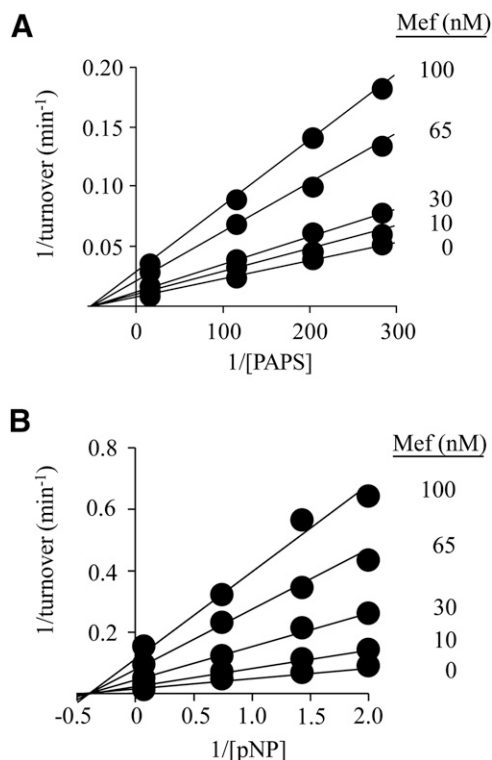 A
Mef (nM)
1/turnover (min⁻¹)
0.20
0.15
0.10
0.05
100
65
30
10
0
0 100 200 300
1/[PAPS]
B
Mef (nM)
1/turnover (min⁻¹)
0.8
0.6
0.4
0.2
100
65
30
10
0
-0.5 0 0.5 1.0 1.5 2.0
1/[pNP]